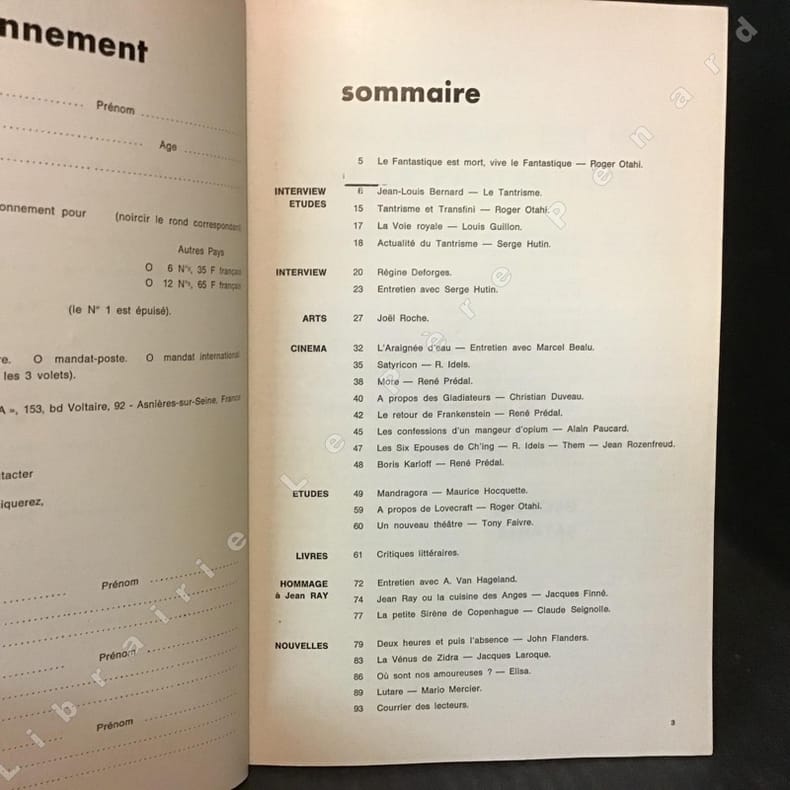 nnement
Prénom
Age
onnement pour (noircir le rond correspondant
Autres Pays
O 6 Nos, 35 F français
O 12 Nos, 65 F français
(le N° 1 est épuisé).
re. O mandat-poste. O mandat international
les 3 volets).
A », 153, bd Voltaire, 92 - Asnières-sur-Seine, France
tacter
iquerez,
Prénom
Prénom
Prénom
sommaire
5 Le Fantastique est mort, vive le Fantastique — Roger Otahi.
INTERVIEW 6 Jean-Louis Bernard — Le Tantrisme.
ETUDES 15 Tantrisme et Transfini — Roger Otahi.
17 La Voie royale — Louis Guillon.
18 Actualité du Tantrisme — Serge Hutin.
INTERVIEW 20 Régine Deforges.
23 Entretien avec Serge Hutin.
ARTS 27 Joël Roche.
CINEMA 32 L'Araignée d'eau — Entretien avec Marcel Bealu.
35 Satyricon — R. Idels.
38 More — René Prédal.
40 A propos des Gladiateurs — Christian Duveau.
42 Le retour de Frankenstein — René Prédal.
45 Les confessions d'un mangeur d'opium — Alain Paucard.
47 Les Six Epouses de Ch'ing — R. Idels — Them — Jean Rozenfreud.
48 Boris Karloff — René Prédal.
ETUDES 49 Mandragora — Maurice Hocquette.
59 A propos de Lovecraft — Roger Otahi.
60 Un nouveau théâtre — Tony Faivre.
LIVRES 61 Critiques littéraires.
HOMMAGE 72 Entretien avec A. Van Hageland.
à Jean RAY 74 Jean Ray ou la cuisine des Anges — Jacques Finné.
77 La petite Sirène de Copenhague — Claude Seignolle.
NOUVELLES 79 Deux heures et puis l'absence — John Flanders.
83 La Vénus de Zidra — Jacques Laroque.
86 Où sont nos amoureuses ? — Elisa.
89 Lutare — Mario Mercier.
93 Courrier des lecteurs.
3
Librairie Le Père Pénard